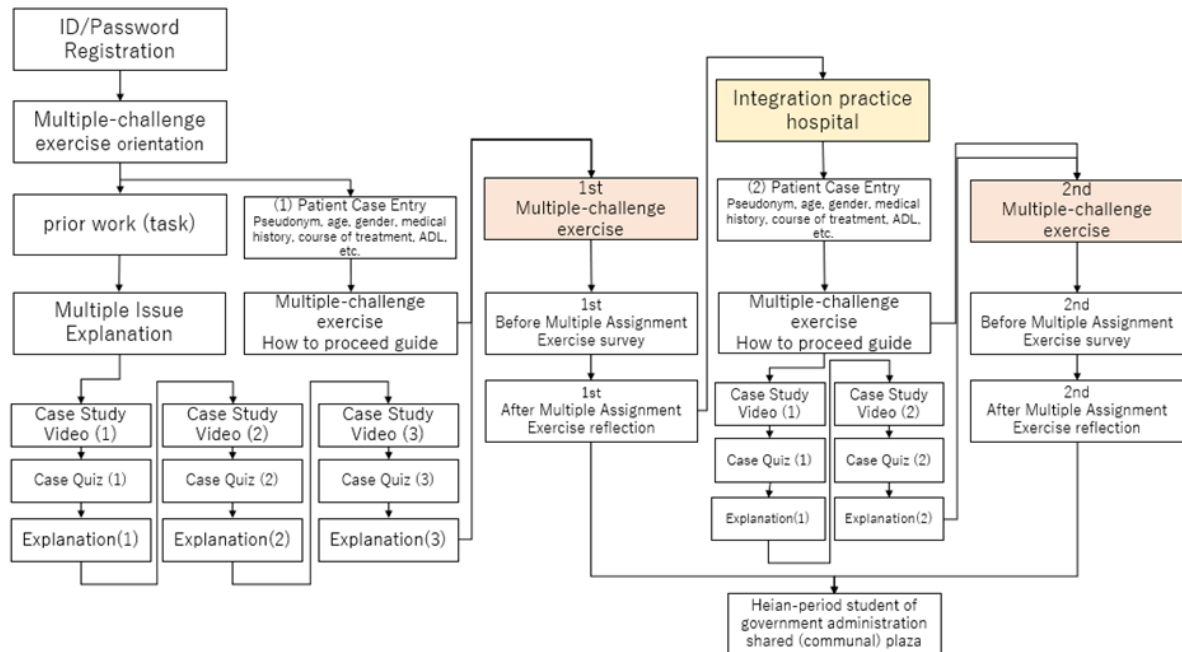 ID/Password
Registration
Multiple-challenge
exercise orientation
prior work (task)
(1) Patient Case Entry
Pseudonym, age, gender, medical
history, course of treatment, ADL,
etc.
Multiple Issue
Explanation
Multiple-challenge
exercise
How to proceed guide
Case Study
Video (1)
Case Quiz (1)
Explanation(1)
Case Study
Video (2)
Case Quiz (2)
Explanation(2)
Case Study
Video (3)
Case Quiz (3)
Explanation(3)
1st
Multiple-challenge
exercise
1st
Before Multiple Assignment
Exercise survey
1st
After Multiple Assignment
Exercise reflection
Integration practice
hospital
(2) Patient Case Entry
Pseudonym, age, gender, medical
history, course of treatment, ADL,
etc.
Multiple-challenge
exercise
How to proceed guide
Case Study
Video (1)
Case Quiz (1)
Explanation(1)
Case Study
Video (2)
Case Quiz (2)
Explanation(2)
2nd
Multiple-challenge
exercise
2nd
Before Multiple Assignment
Exercise survey
2nd
After Multiple Assignment
Exercise reflection
Heian-period student of
government administration
shared (communal) plaza